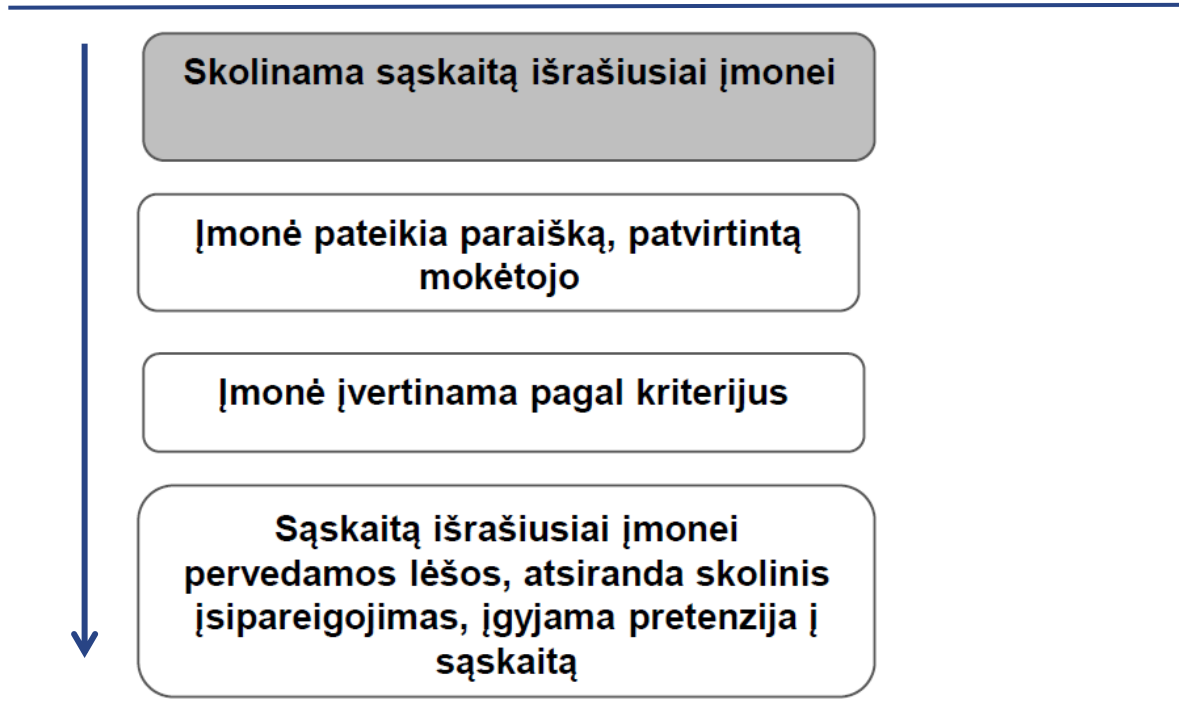 Skolinama sąskaitą išrašiusiai įmonei
Įmonė pateikia paraišką, patvirtintą
mokėtojo
Įmonė įvertinama pagal kriterijus
Sąskaitą išrašiusiai įmonei
pervedamos lėšos, atsiranda skolinis
įsipareigojimas, įgyjama pretenzija į
sąskaitą